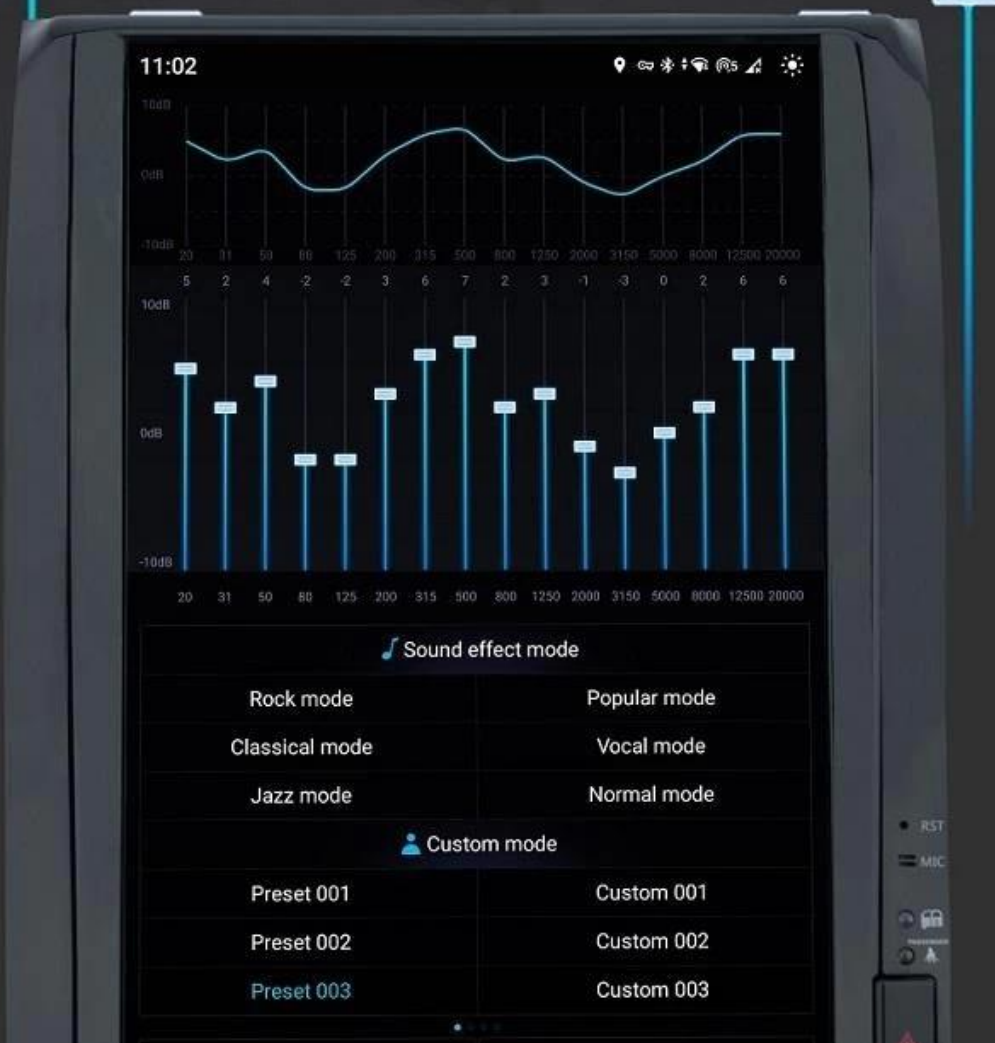 11:02
5
10dB
0dB
-10dB
20 31 50 80 125 200 315 500 800 1250 2000 3150 5000 8000 12500 20000
5 2 4 -2 -2 3 6 7 2 3 -1 -3 0 2 6 6
10dB
0dB
-10dB
20 31 50 80 125 200 315 500 800 1250 2000 3150 5000 8000 12500 20000
Sound effect mode
Rock mode Popular mode
Classical mode Vocal mode
Jazz mode Normal mode
Custom mode
Preset 001 Custom 001
Preset 002 Custom 002
Preset 003 Custom 003
RST
MIC